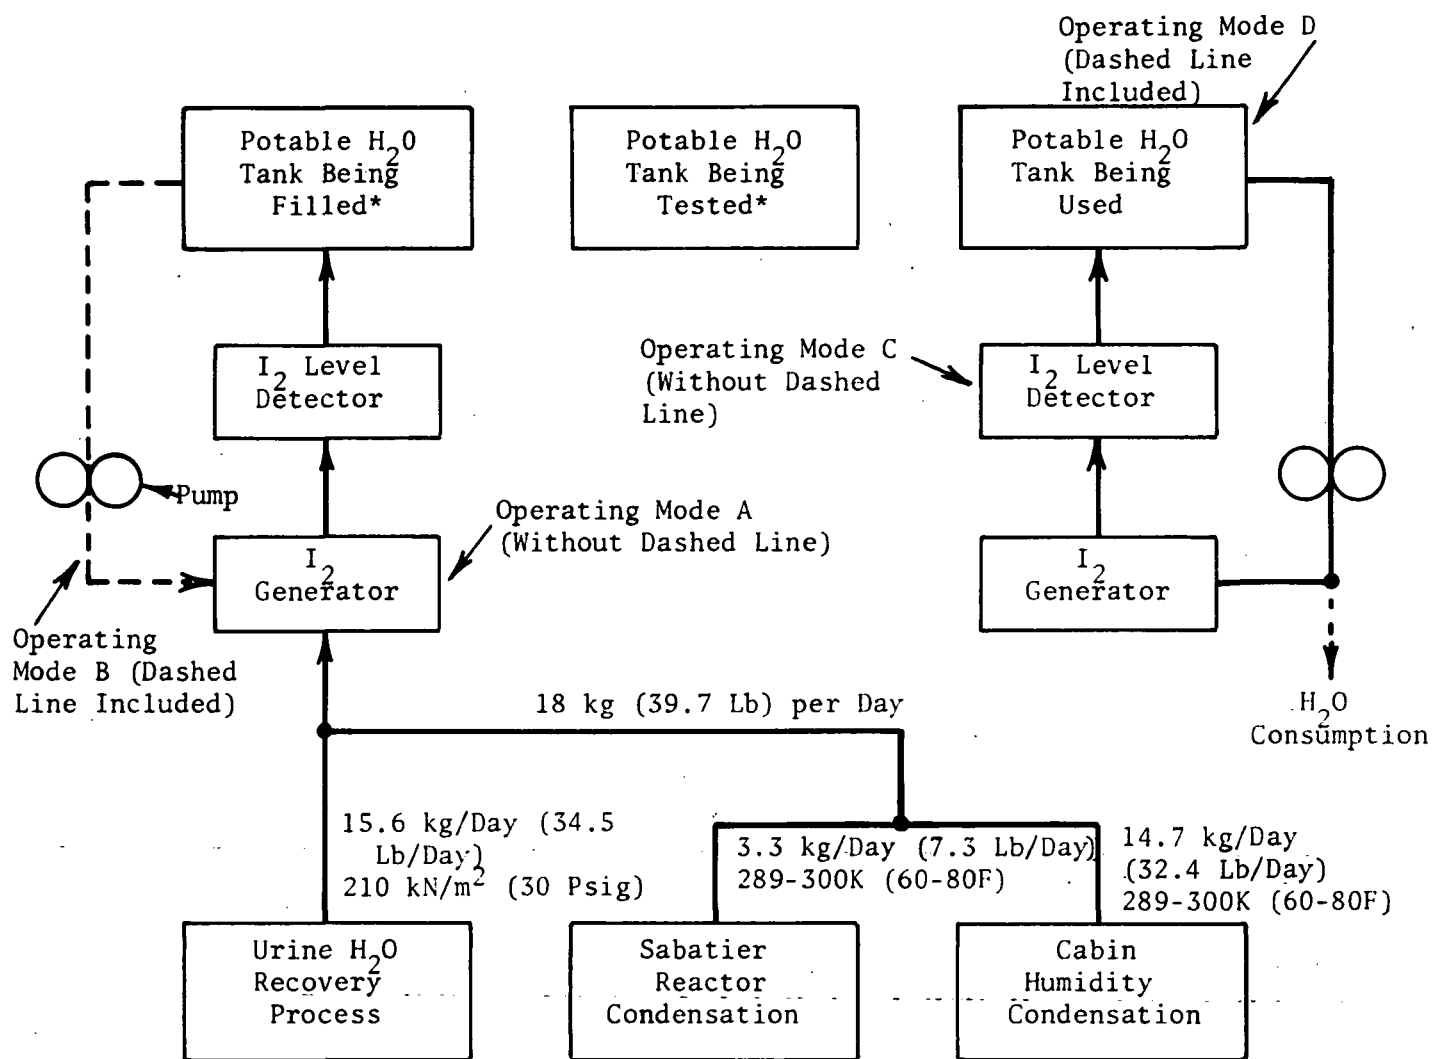 Operating Mode D
(Dashed Line
Included)
Potable H2O
Tank Being
Filled*
Potable H2O
Tank Being
Tested*
Potable H2O
Tank Being
Used
I2 Level
Detector
Operating Mode C
(Without Dashed
Line)
I2 Level
Detector
Pump
Operating Mode A
(Without Dashed Line)
I2
Generator
I2
Generator
Operating
Mode B (Dashed
Line Included)
18 kg (39.7 Lb) per Day
H2O
Consumption
15.6 kg/Day (34.5
Lb/Day)
210 kN/m2 (30 Psig)
3.3 kg/Day (7.3 Lb/Day)
289-300K (60-80F)
14.7 kg/Day
(32.4 Lb/Day)
289-300K (60-80F)
Urine H2O
Recovery
Process
Sabatier
Reactor
Condensation
Cabin
Humidity
Condensation